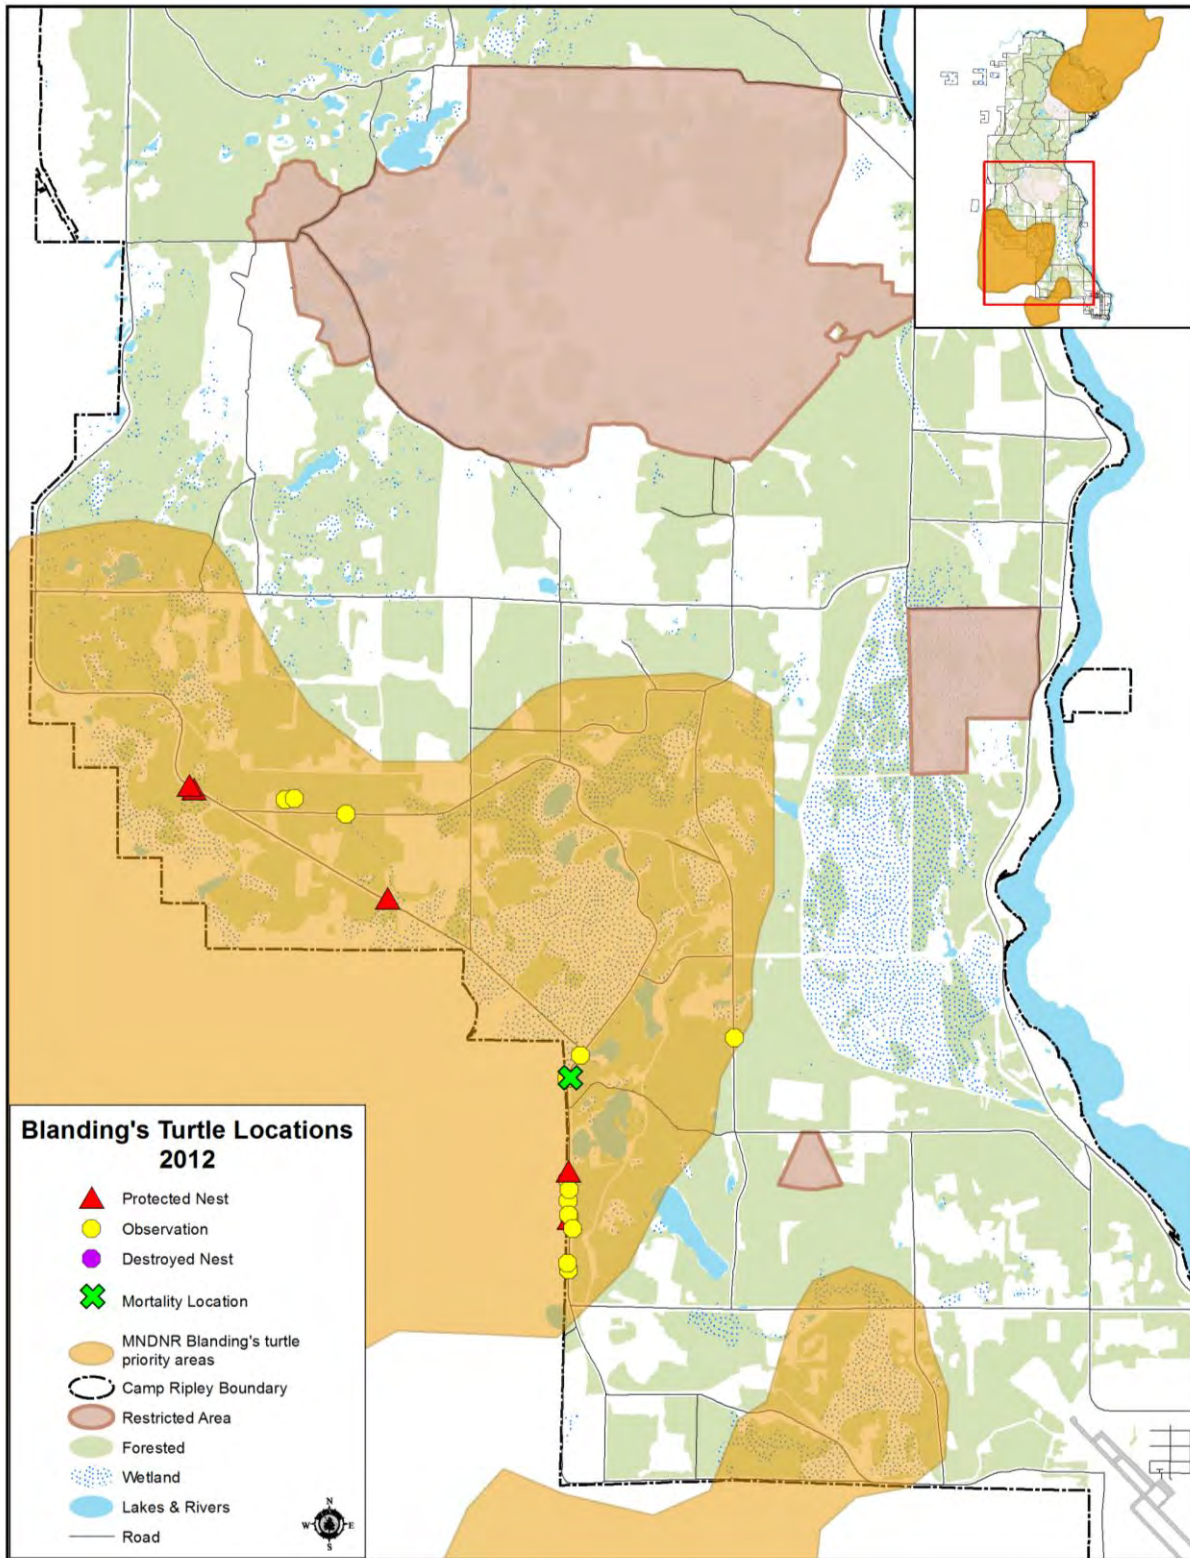 Blanding's Turtle Locations
2012
Protected Nest
Observation
Destroyed Nest
Mortality Location
MNDNR Blanding's turtle
priority areas
Camp Ripley Boundary
Restricted Area
Forested
Wetland
Lakes & Rivers
Road
N
W E
S